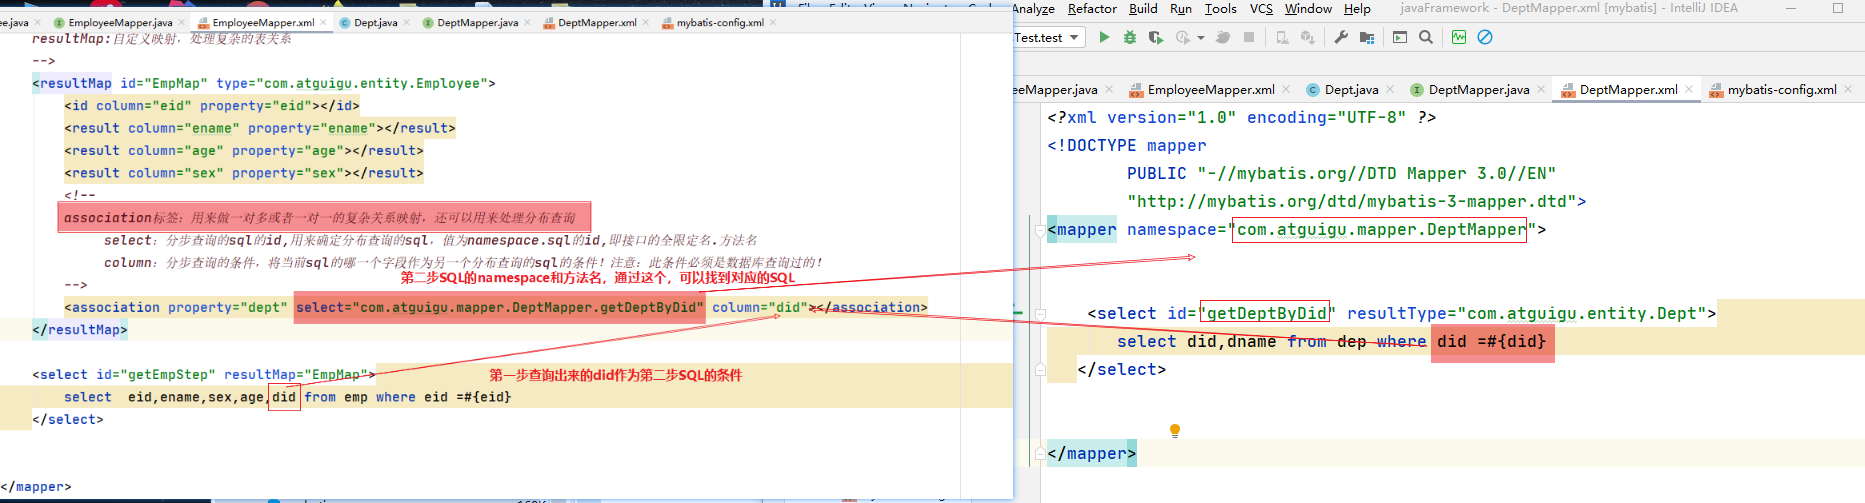 ee.java
EmployeeMapper.java
EmployeeMapper.xml
Dept.java
DeptMapper.java
DeptMapper.xml
mybatis-config.xml
resultMap:自定义映射，处理复杂的表关系
-->
<resultMap id="EmpMap" type="com.atguigu.entity.Employee">
<id column="eid" property="eid"></id>
<result column="ename" property="ename"></result>
<result column="age" property="age"></result>
<result column="sex" property="sex"></result>
<!--
association标签：用来做一对多或者一对一的复杂关系映射，还可以用来处理分布查询
select：分步查询的sql的id,用来确定分布查询的sql，值为namespace.sql的id,即接口的全限定名.方法名
column：分步查询的条件，将当前sql的哪一个字段作为另一个分布查询的sql的条件！注意：此条件必须是数据库查询过的！
第二步SQL的namespace和方法名，通过这个，可以找到对应的SQL
-->
<association property="dept" select="com.atguigu.mapper.DeptMapper.getDeptByDid" column="did"></association>
</resultMap>
<select id="getEmpStep" resultMap="EmpMap">
第一步查询出来的did作为第二步SQL的条件
select eid,ename,sex,age,did from emp where eid =#{eid}
</select>
</mapper>
Analyze Refactor Build Run Tools VCS Window Help javaFramework - DeptMapper.xml [mybatis] - IntelliJ IDEA
Test.test
eeMapper.java
EmployeeMapper.xml
Dept.java
DeptMapper.java
DeptMapper.xml
mybatis-config.xml
<?xml version="1.0" encoding="UTF-8" ?>
<!DOCTYPE mapper
PUBLIC "-//mybatis.org//DTD Mapper 3.0//EN"
"http://mybatis.org/dtd/mybatis-3-mapper.dtd">
<mapper namespace="com.atguigu.mapper.DeptMapper">
<select id="getDeptByDid" resultType="com.atguigu.entity.Dept">
select did,dname from dep where did =#{did}
</select>
</mapper>